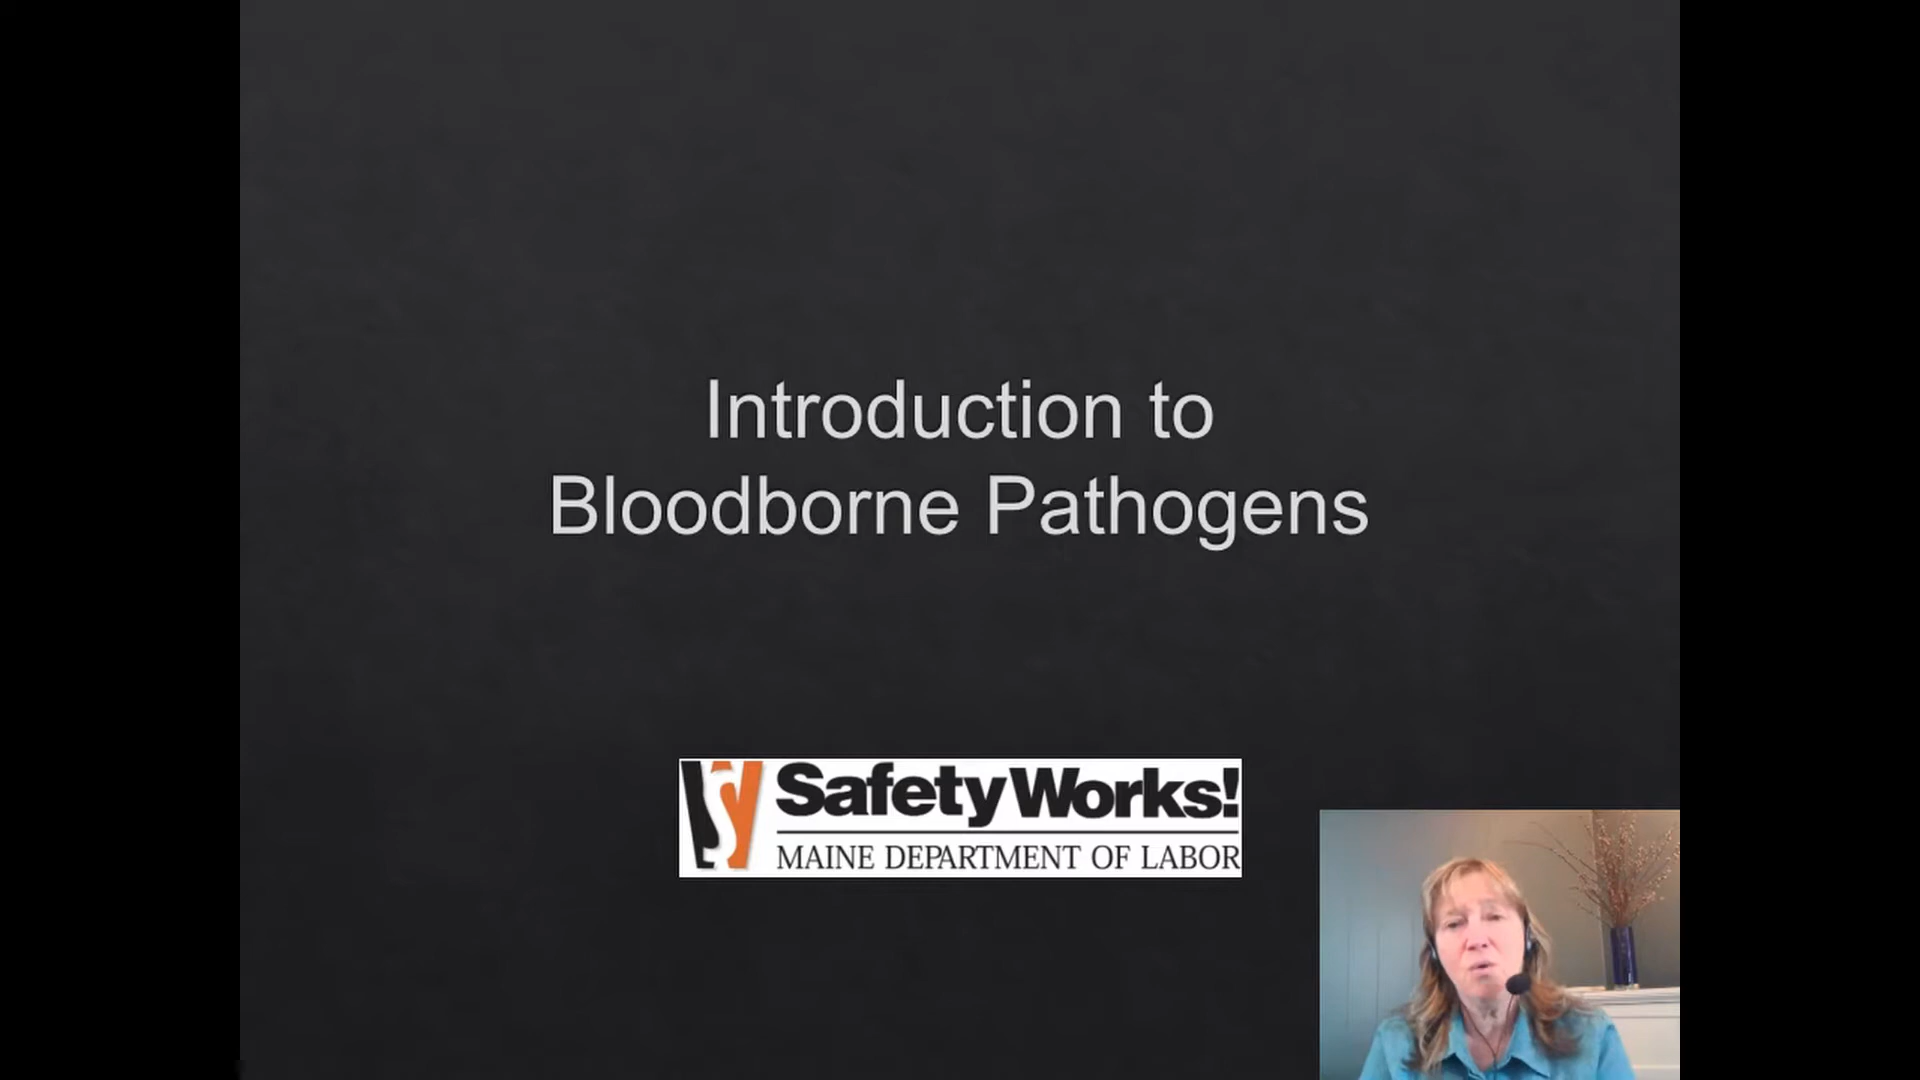 Introduction to
Bloodborne Pathogens
SafetyWorks!
MAINE DEPARTMENT OF LABOR